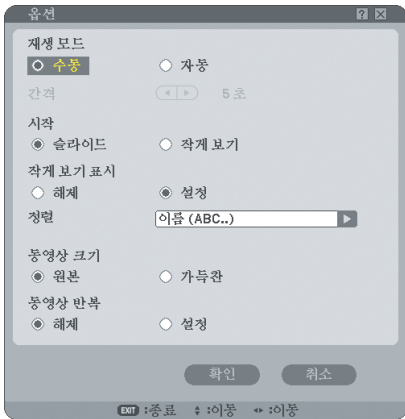 옵션
재생 모드
수동 자동
간격 5 초
시작
슬라이드 작게 보기
작게 보기 표시
해제 설정
정렬 이름 (ABC..)
동영상 크기
원본 가득찬
동영상 반복
해제 설정
확인 취소
EXIT :종료 :이동 :이동